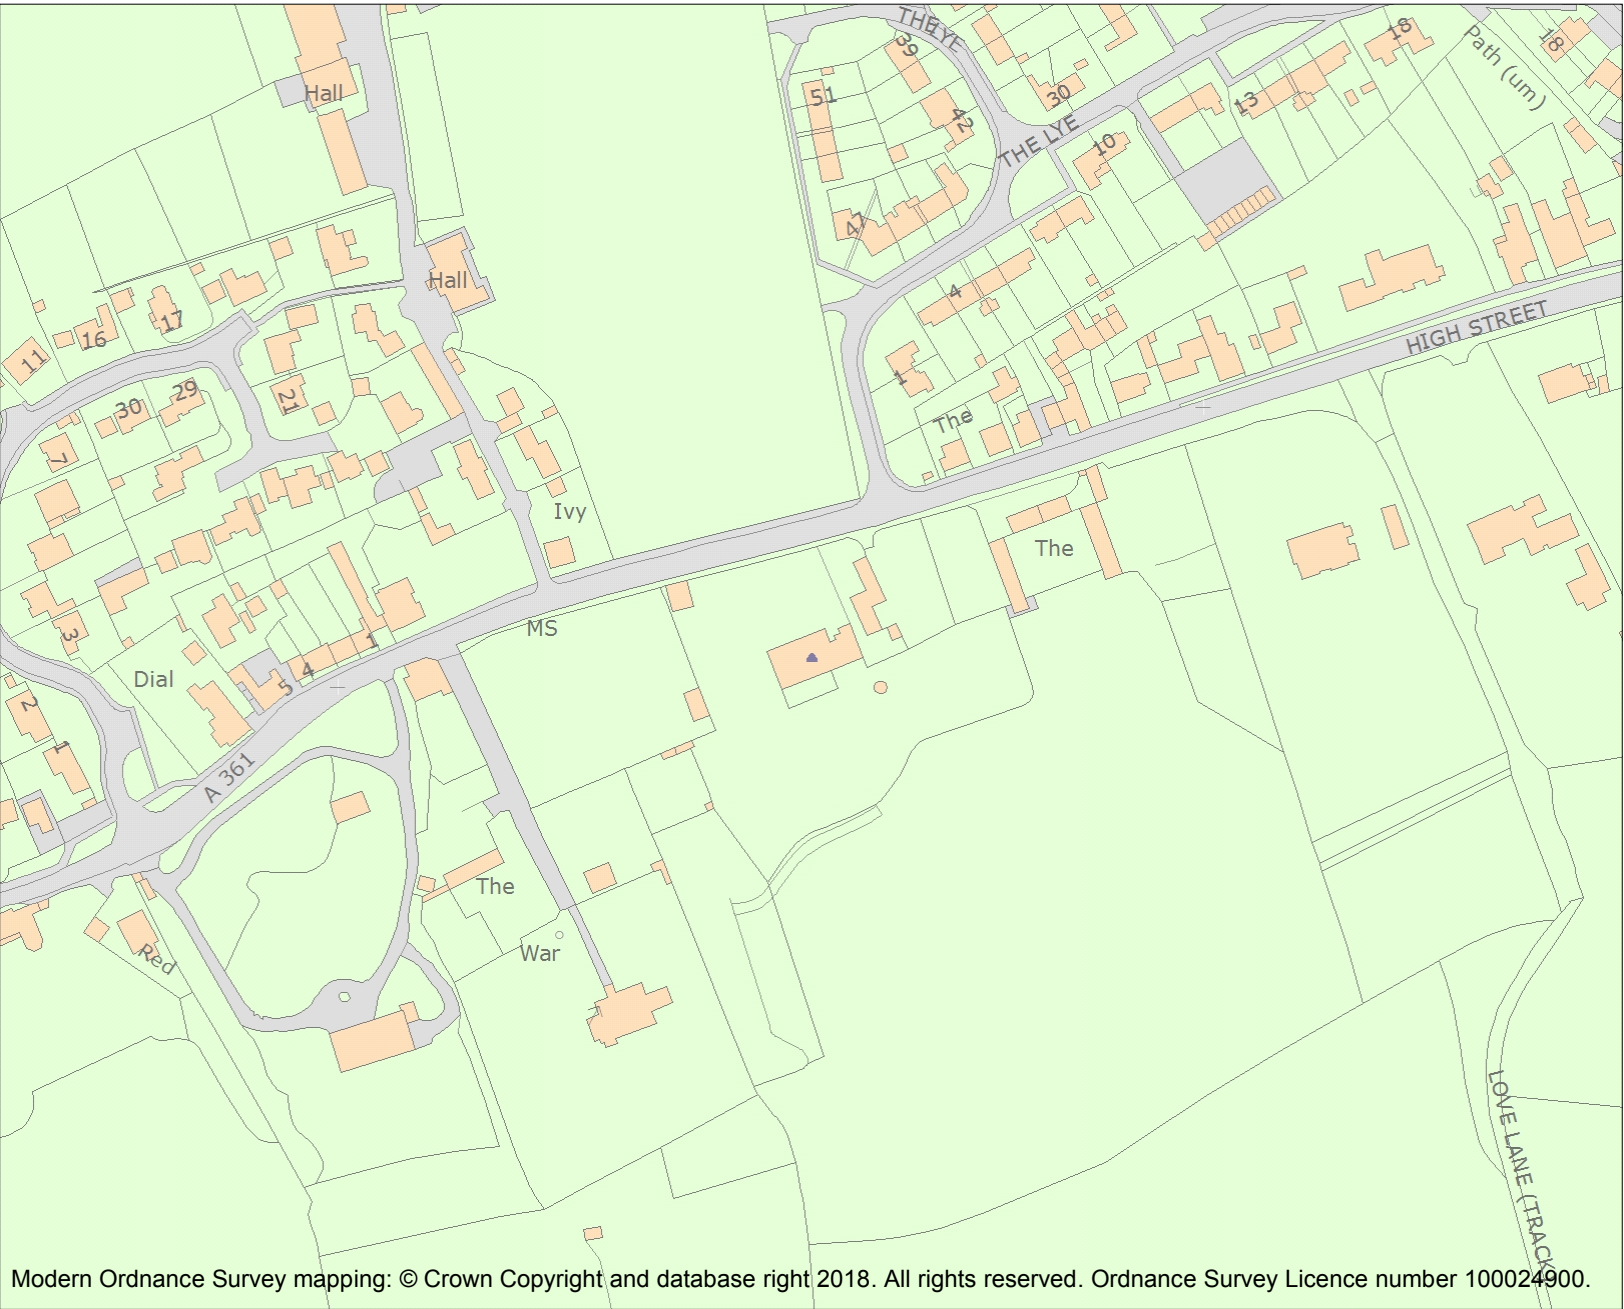 THE LYE
39
18
Path (um)
18
Hall
51
30
42
13
THE LYE
10
47
Hall
4
17
16
HIGH STREET
11
29
30
21
1
The
7
Ivy
The
MS
3
1
Dial
4
5
2
1
A 361
The
War
Red
LOVE LANE (TRACK)
Modern Ordnance Survey mapping: © Crown Copyright and database right 2018. All rights reserved. Ordnance Survey Licence number 100024900.